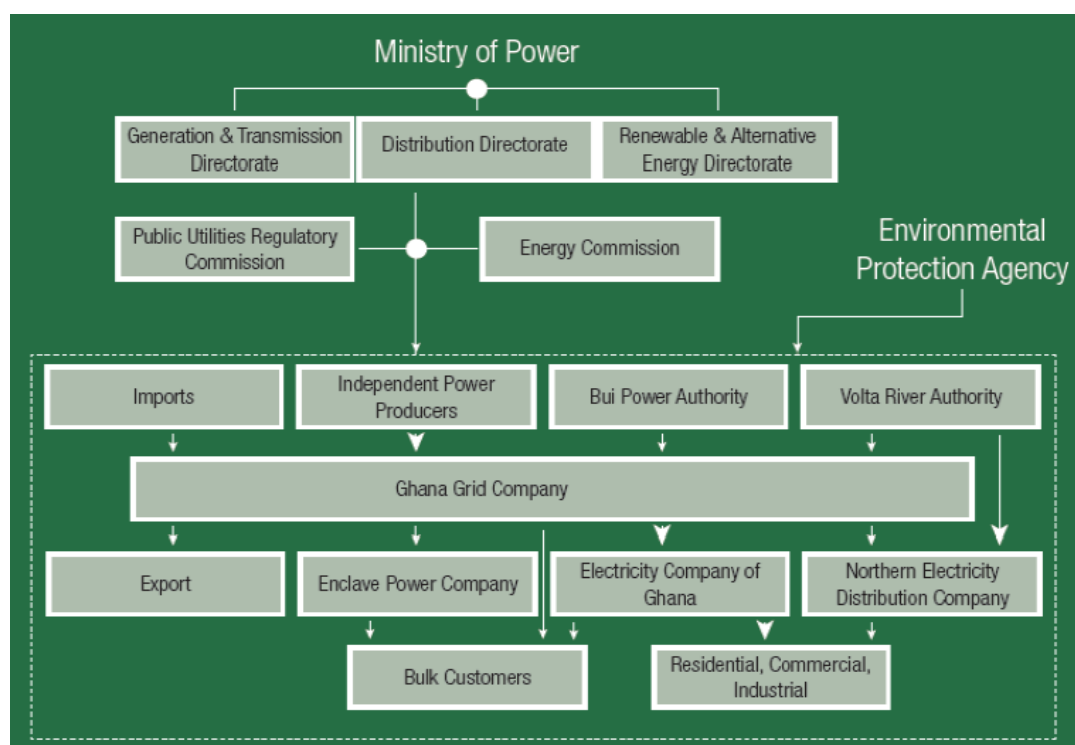 Ministry of Power
Generation & Transmission
Directorate
Distribution Directorate
Renewable & Alternative
Energy Directorate
Public Utilities Regulatory
Commission
Energy Commission
Environmental
Protection Agency
Imports
Independent Power
Producers
Bui Power Authority
Volta River Authority
Ghana Grid Company
Export
Enclave Power Company
Electricity Company of
Ghana
Northern Electricity
Distribution Company
Bulk Customers
Residential, Commercial,
Industrial